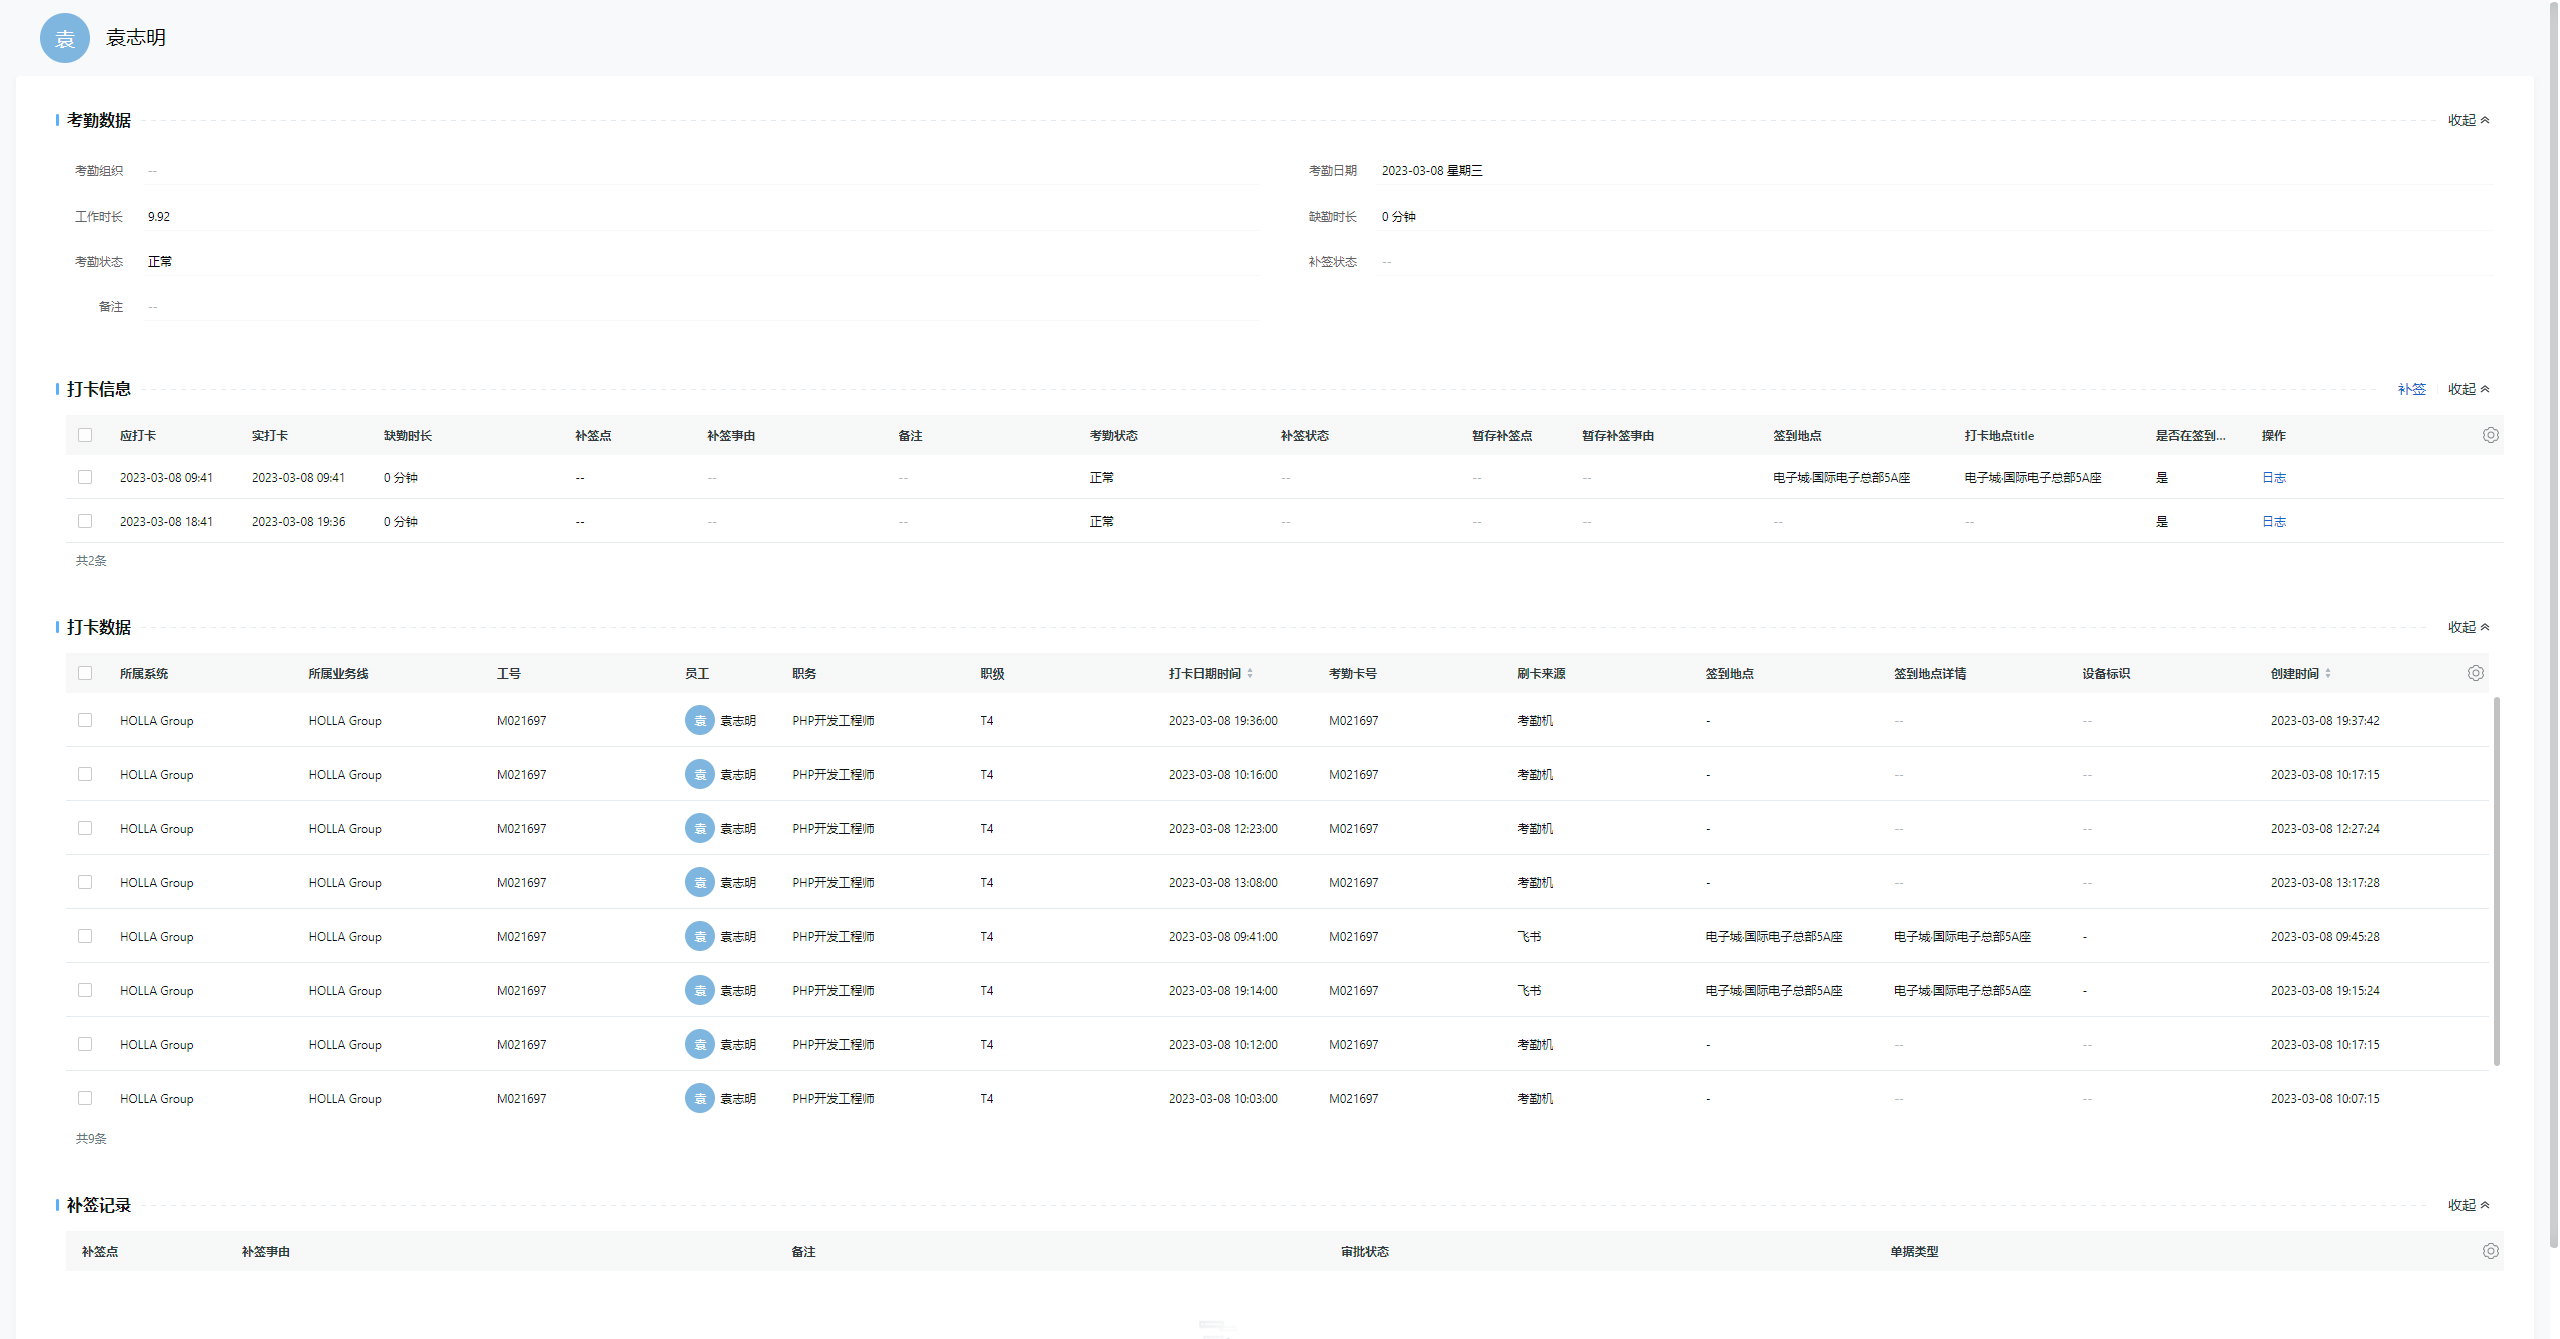 袁 袁志明
考勤数据 收起
考勤组织 -- 考勤日期 2023-03-08 星期三
工作时长 9.92 缺勤时长 0 分钟
考勤状态 正常 补签状态 --
备注 --
打卡信息 补签 收起
应打卡 实打卡 缺勤时长 补签点 补签事由 备注 考勤状态 补签状态 暂存补签点 暂存补签事由 签到地点 打卡地点title 是否在签到... 操作
2023-03-08 09:41 2023-03-08 09:41 0 分钟 -- -- -- 正常 -- -- -- 电子城·国际电子总部5A座 电子城·国际电子总部5A座 是 日志
2023-03-08 18:41 2023-03-08 19:36 0 分钟 -- -- -- 正常 -- -- -- -- -- 是 日志
共2条
打卡数据 收起
所属系统 所属业务线 工号 员工 职务 职级 打卡日期时间 考勤卡号 刷卡来源 签到地点 签到地点详情 设备标识 创建时间
HOLLA Group HOLLA Group M021697 袁 袁志明 PHP开发工程师 T4 2023-03-08 19:36:00 M021697 考勤机 - -- -- 2023-03-08 19:37:42
HOLLA Group HOLLA Group M021697 袁 袁志明 PHP开发工程师 T4 2023-03-08 10:16:00 M021697 考勤机 - -- -- 2023-03-08 10:17:15
HOLLA Group HOLLA Group M021697 袁 袁志明 PHP开发工程师 T4 2023-03-08 12:23:00 M021697 考勤机 - -- -- 2023-03-08 12:27:24
HOLLA Group HOLLA Group M021697 袁 袁志明 PHP开发工程师 T4 2023-03-08 13:08:00 M021697 考勤机 - -- -- 2023-03-08 13:17:28
HOLLA Group HOLLA Group M021697 袁 袁志明 PHP开发工程师 T4 2023-03-08 09:41:00 M021697 飞书 电子城·国际电子总部5A座 电子城·国际电子总部5A座 - 2023-03-08 09:45:28
HOLLA Group HOLLA Group M021697 袁 袁志明 PHP开发工程师 T4 2023-03-08 19:14:00 M021697 飞书 电子城·国际电子总部5A座 电子城·国际电子总部5A座 - 2023-03-08 19:15:24
HOLLA Group HOLLA Group M021697 袁 袁志明 PHP开发工程师 T4 2023-03-08 10:12:00 M021697 考勤机 - -- -- 2023-03-08 10:17:15
HOLLA Group HOLLA Group M021697 袁 袁志明 PHP开发工程师 T4 2023-03-08 10:03:00 M021697 考勤机 - -- -- 2023-03-08 10:07:15
共9条
补签记录 收起
补签点 补签事由 备注 审批状态 单据类型